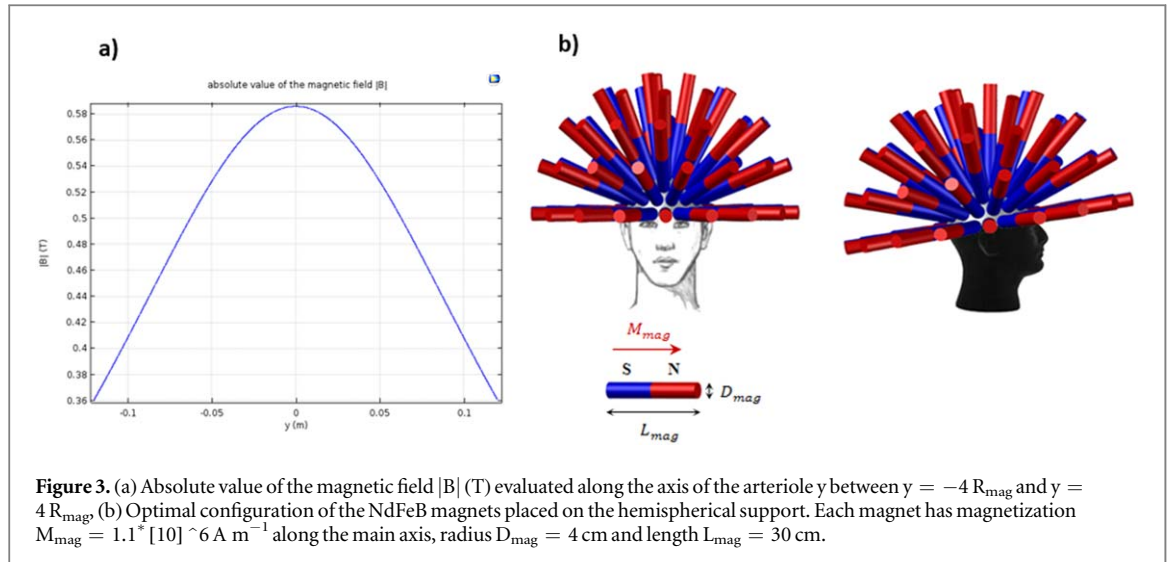 a)
absolute value of the magnetic field |B|
|B| (T)
0.58
0.56
0.54
0.52
0.5
0.48
0.46
0.44
0.42
0.4
0.38
0.36
-0.1
-0.05
0
0.05
0.1
y (m)
b)
M_mag
S N
D_mag
L_mag
Figure 3. (a) Absolute value of the magnetic field |B| (T) evaluated along the axis of the arteriole y between y = −4 R_mag and y =
4 R_mag, (b) Optimal configuration of the NdFeB magnets placed on the hemispherical support. Each magnet has magnetization
M_mag = 1.1* [10] ^6 A m⁻¹ along the main axis, radius D_mag = 4 cm and length L_mag = 30 cm.